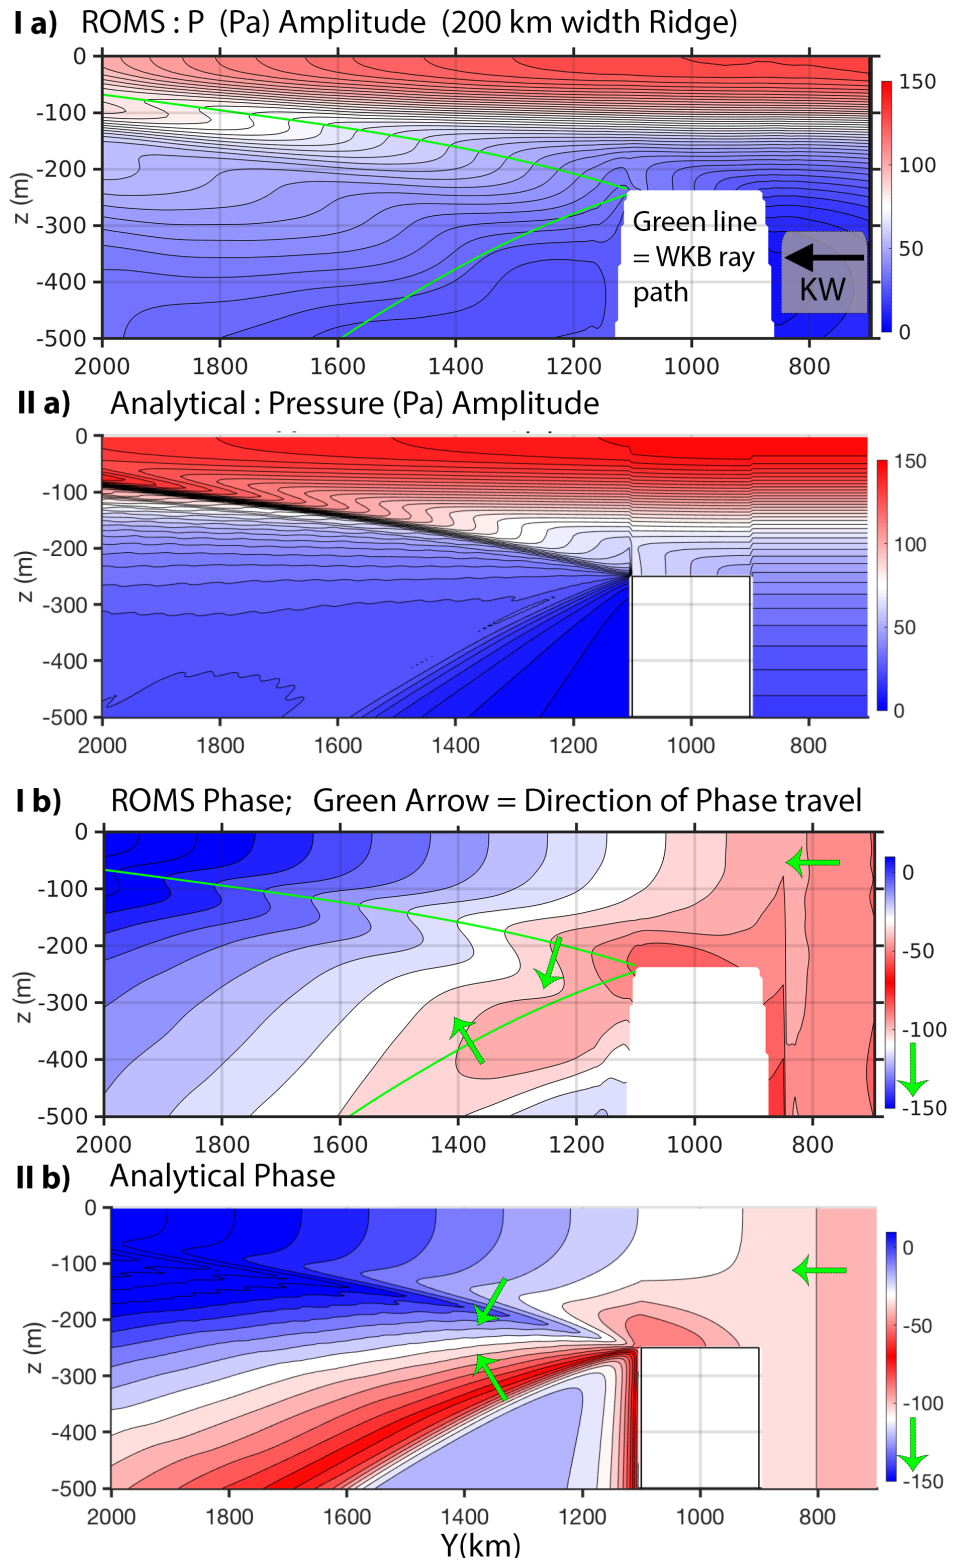 I a) ROMS : P (Pa) Amplitude (200 km width Ridge)
0
-100
-200
-300
-400
-500
z (m)
Green line
= WKB ray
path
KW
150
100
50
0
2000 1800 1600 1400 1200 1000 800
II a) Analytical : Pressure (Pa) Amplitude
0
-100
-200
-300
-400
-500
z (m)
150
100
50
0
2000 1800 1600 1400 1200 1000 800
I b) ROMS Phase; Green Arrow = Direction of Phase travel
0
-100
-200
-300
-400
-500
z (m)
0
-50
-100
-150
2000 1800 1600 1400 1200 1000 800
II b) Analytical Phase
0
-100
-200
-300
-400
-500
z (m)
0
-50
-100
-150
2000 1800 1600 1400 1200 1000 800
Y(km)